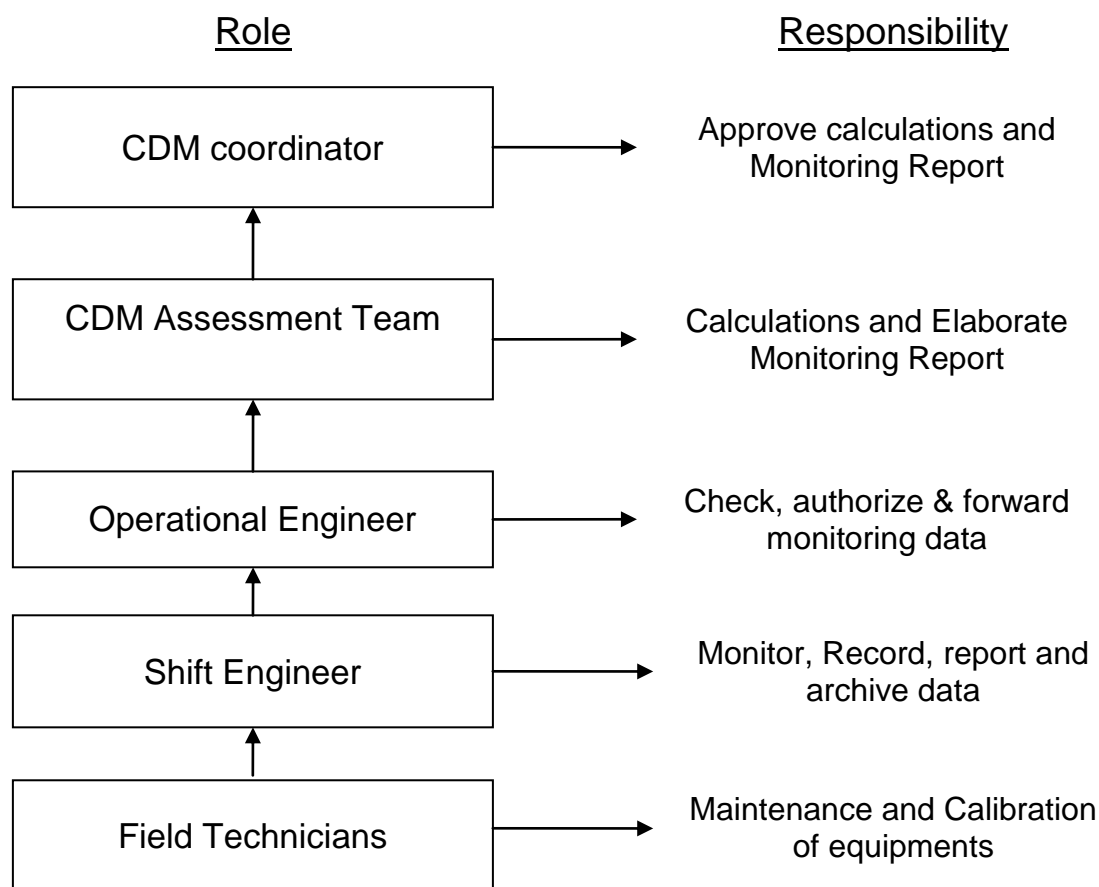 Role
Responsibility
CDM coordinator
Approve calculations and
Monitoring Report
CDM Assessment Team
Calculations and Elaborate
Monitoring Report
Operational Engineer
Check, authorize & forward
monitoring data
Shift Engineer
Monitor, Record, report and
archive data
Field Technicians
Maintenance and Calibration
of equipments